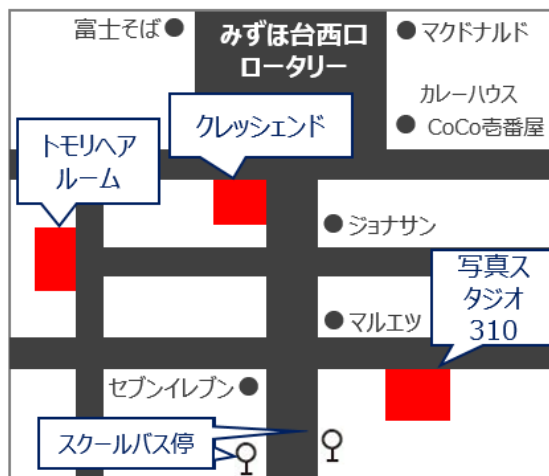 富士そば
みずほ台西口
ロータリー
マクドナルド
カレーハウス
CoCo壱番屋
クレッシェンド
トモリヘア
ルーム
ジョナサン
写真ス
タジオ
310
マルエツ
セブンイレブン
スクールバス停